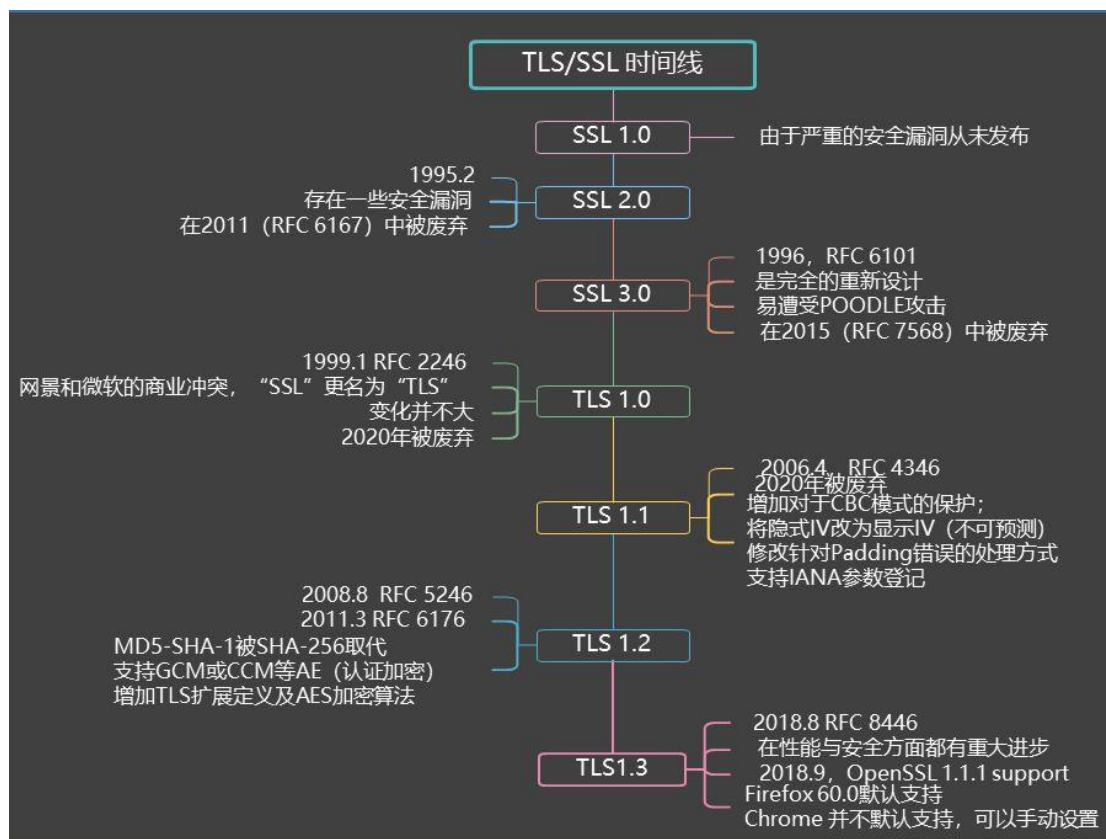 TLS/SSL 时间线
SSL 1.0
由于严重的安全漏洞从未发布
1995.2
存在一些安全漏洞
在2011（RFC 6167）中被废弃
SSL 2.0
1996，RFC 6101
是完全的重新设计
易遭受POODLE攻击
在2015（RFC 7568）中被废弃
SSL 3.0
1999.1 RFC 2246
网景和微软的商业冲突，“SSL”更名为“TLS”
变化并不大
2020年被废弃
TLS 1.0
2006.4，RFC 4346
2020年被废弃
增加对于CBC模式的保护；
将隐式IV改为显示IV（不可预测）
修改针对Padding错误的处理方式
支持IANA参数登记
TLS 1.1
2008.8 RFC 5246
2011.3 RFC 6176
MD5-SHA-1被SHA-256取代
支持GCM或CCM等AE（认证加密）
增加TLS扩展定义及AES加密算法
TLS 1.2
2018.8 RFC 8446
在性能与安全方面都有重大进步
2018.9，OpenSSL 1.1.1 support
Firefox 60.0默认支持
Chrome 并不默认支持，可以手动设置
TLS1.3